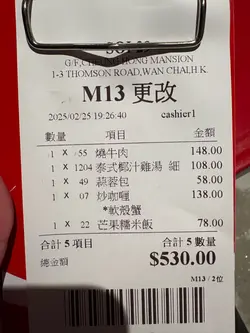 G/F,CHEUNG HONG MANSION
1-3 THOMSON ROAD,WAN CHAI,H.K.
M13 更改
2025/02/25 19:26:40 cashier1
數量 項目 金額
1 X 55 燒牛肉 148.00
1 X 1204 泰式椰汁雞湯 細 108.00
1 X 49 蒜蓉包 58.00
1 X 07 炒咖喱 138.00
*軟殼蟹
1 X 22 芒果糯米飯 78.00
合計 5 項目 合計 5 數量
總金額 $530.00
M13 / 2位